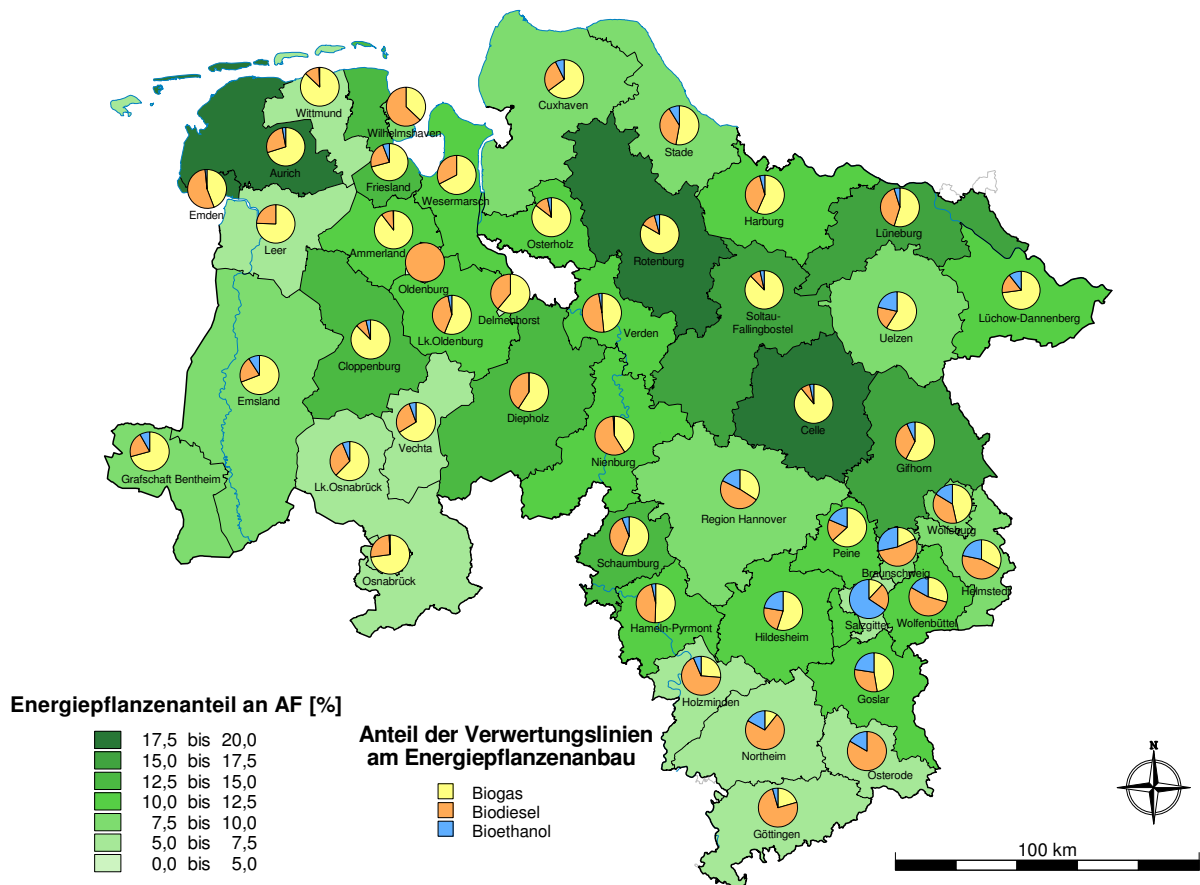 Cuxhaven
Wittmund
Wilhelmshaven
Stade
Aurich
Friesland
Wesermarsch
Emden
Harburg
Lüneburg
Leer
Ammerland
Osterholz
Rotenburg
Oldenburg
Delmenhorst
Soltau-
Fallingbostel
Lüchow-Dannenberg
Verden
Lk.Oldenburg
Uelzen
Cloppenburg
Emsland
Diepholz
Celle
Vechta
Nienburg
Gifhorn
Grafschaft Bentheim
Lk.Osnabrück
Region Hannover
Wolfsburg
Peine
Schaumburg
Braunschweig
Osnabrück
Helmstedt
Hameln-Pyrmont
Hildesheim
Salzgitter
Wolfenbüttel
Holzminden
Goslar
Northeim
Osterode
Göttingen
Energiepflanzenanteil an AF [%]
17,5 bis 20,0
15,0 bis 17,5
12,5 bis 15,0
10,0 bis 12,5
7,5 bis 10,0
5,0 bis 7,5
0,0 bis 5,0
Anteil der Verwertungslinien
am Energiepflanzenanbau
Biogas
Biodiesel
Bioethanol
N
100 km